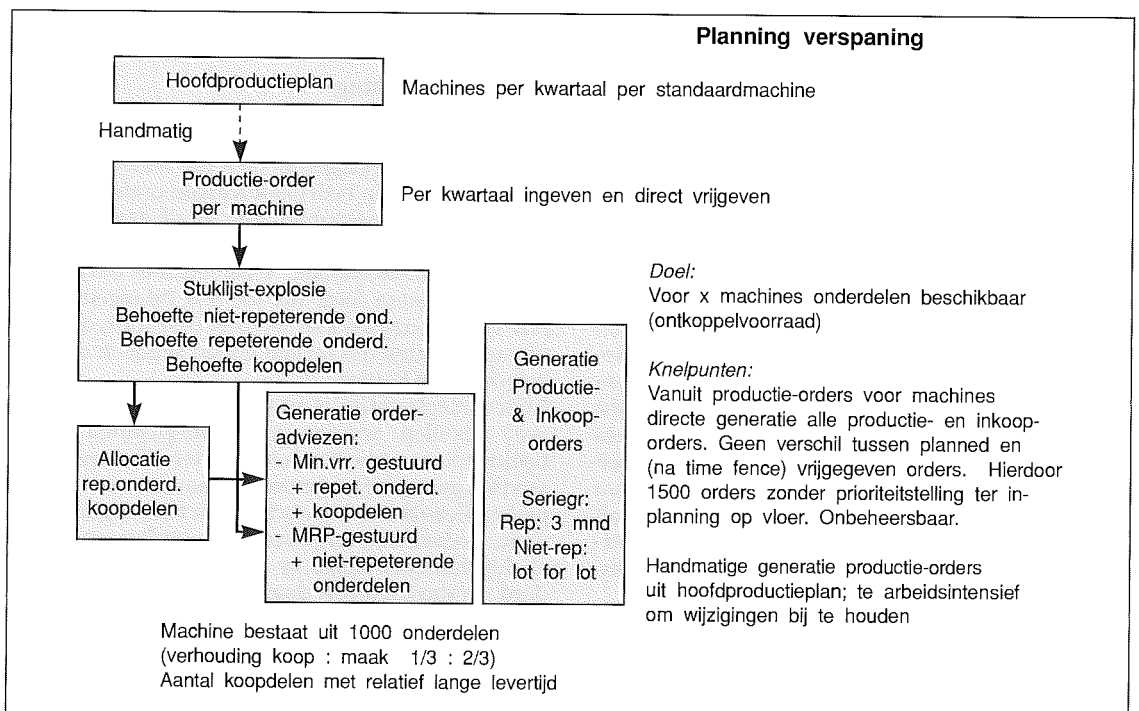 Planning verspaning
Hoofdproductieplan
Machines per kwartaal per standaardmachine
Handmatig
Productie-order
per machine
Per kwartaal ingeven en direct vrijgeven
Stuklijst-explosie
Behoefte niet-repeterende ond.
Behoefte repeterende onderd.
Behoefte koopdelen
Allocatie
rep.onderd.
koopdelen
Generatie order-
adviezen:
- Min.vrr. gestuurd
+ repet. onderd.
+ koopdelen
- MRP-gestuurd
+ niet-repeterende
onderdelen
Generatie
Productie-
& Inkoop-
orders
Seriegr:
Rep: 3 mnd
Niet-rep:
lot for lot
Doel:
Voor x machines onderdelen beschikbaar
(ontkoppelvoorraad)
Knelpunten:
Vanuit productie-orders voor machines
directe generatie alle productie- en inkoop-
orders. Geen verschil tussen planned en
(na time fence) vrijgegeven orders. Hierdoor
1500 orders zonder prioriteitstelling ter in-
planning op vloer. Onbeheersbaar.
Handmatige generatie productie-orders
uit hoofdproductieplan; te arbeidsintensief
om wijzigingen bij te houden
Machine bestaat uit 1000 onderdelen
(verhouding koop : maak 1/3 : 2/3)
Aantal koopdelen met relatief lange levertijd